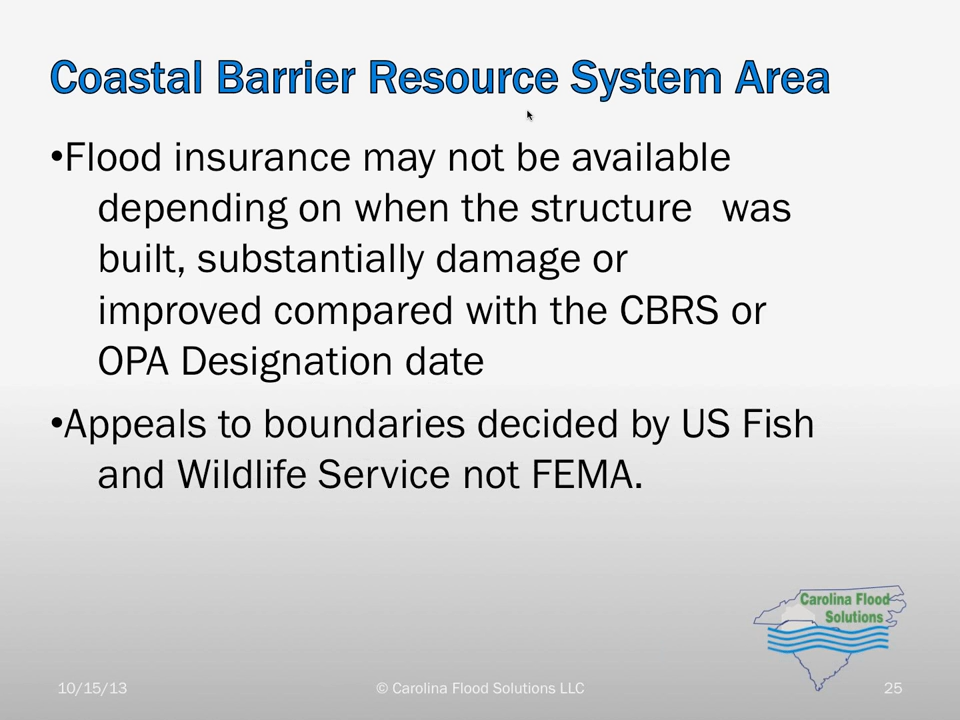 Coastal Barrier Resource System Area
•Flood insurance may not be available
depending on when the structure was
built, substantially damage or
improved compared with the CBRS or
OPA Designation date
•Appeals to boundaries decided by US Fish
and Wildlife Service not FEMA.
Carolina Flood
Solutions
10/15/13 © Carolina Flood Solutions LLC 25